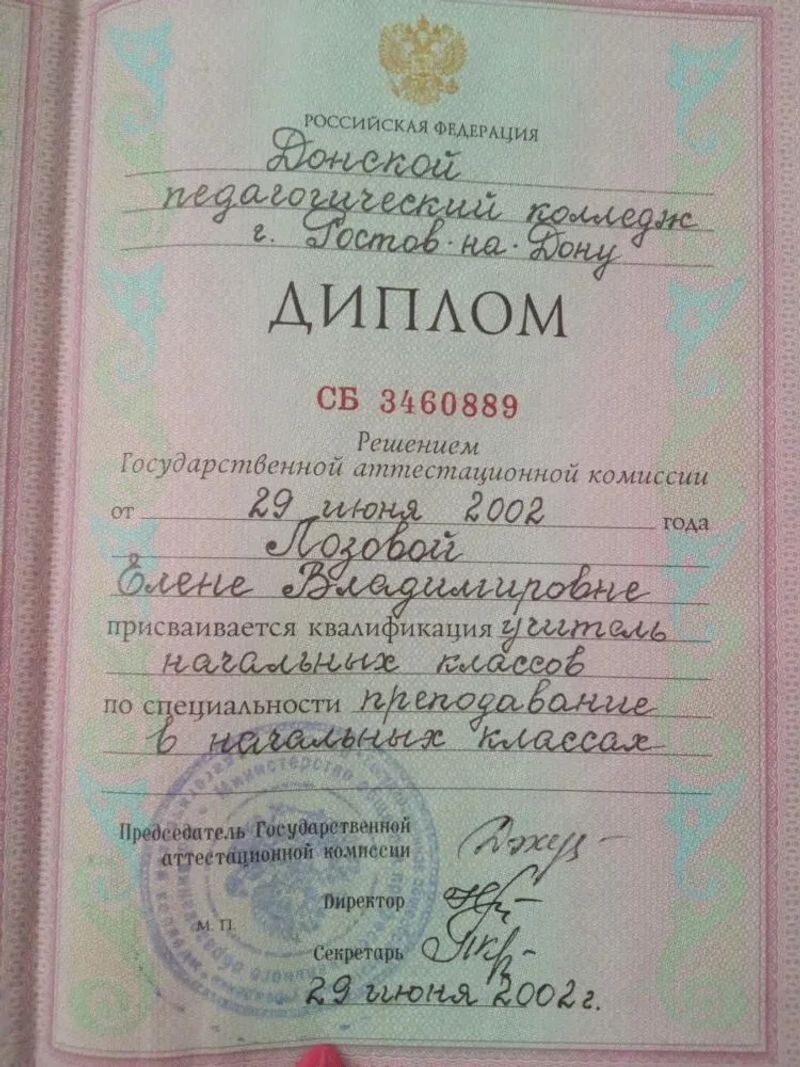 РОССИЙСКАЯ ФЕДЕРАЦИЯ
Донской
педагогический колледж
г. Ростов-на-Дону
ДИПЛОМ
СБ 3460889
Решением
Государственной аттестационной комиссии
от 29 июня 2002 года
Лозовой
Елене Владимировне
присваивается квалификация учитель
начальных классов
по специальности преподавание
в начальных классах
Председатель Государственной
аттестационной комиссии
Директор
М. П.
Секретарь
29 июня 2002г.
Министерство общего